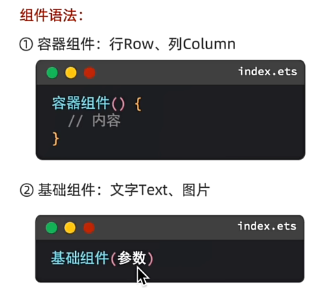 组件语法：
① 容器组件：行Row、列Column
index.ets
容器组件() {
// 内容
}
② 基础组件：文字Text、图片
index.ets
基础组件(参数)